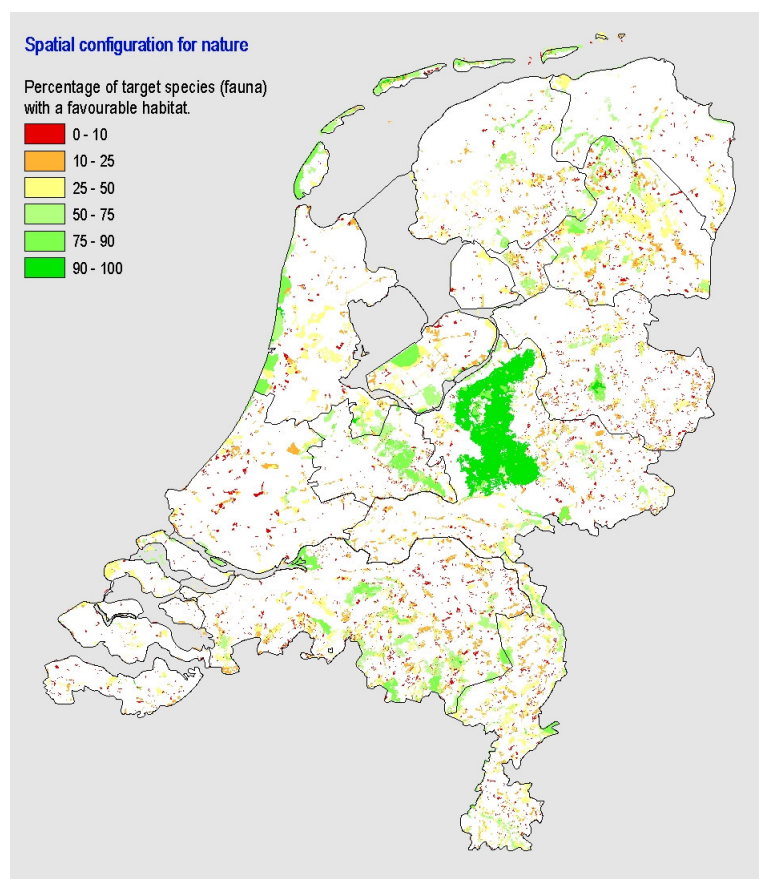 Spatial configuration for nature
Percentage of target species (fauna)
with a favourable habitat.
0 - 10
10 - 25
25 - 50
50 - 75
75 - 90
90 - 100